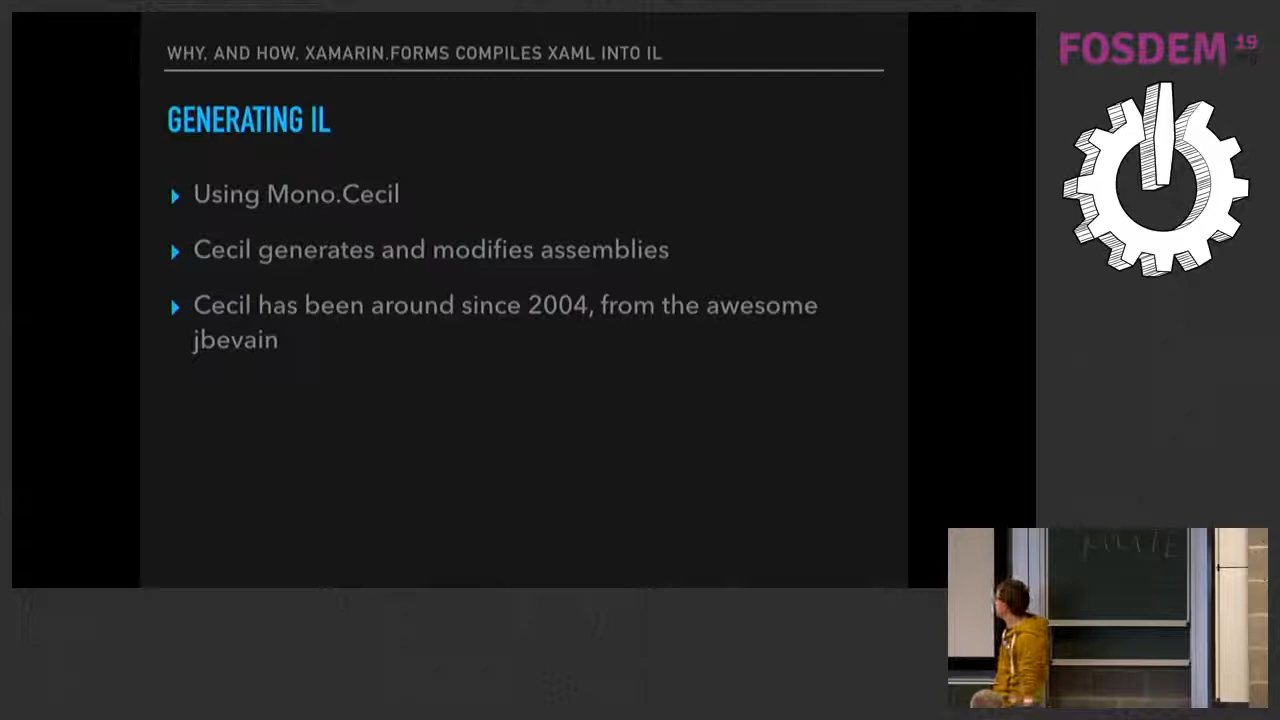 WHY, AND HOW, XAMARIN.FORMS COMPILES XAML INTO IL
GENERATING IL
Using Mono.Cecil
Cecil generates and modifies assemblies
Cecil has been around since 2004, from the awesome
jbevain
FOSDEM 19